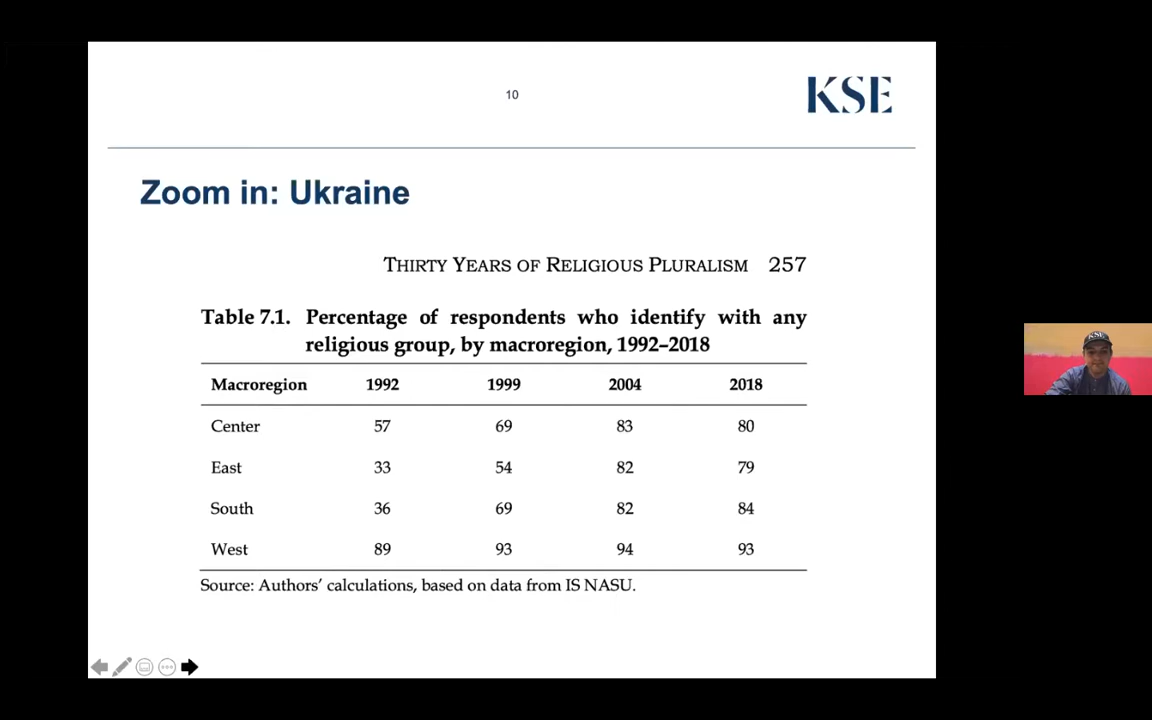 10
KSE
Zoom in: Ukraine
THIRTY YEARS OF RELIGIOUS PLURALISM 257
Table 7.1. Percentage of respondents who identify with any
religious group, by macroregion, 1992–2018
Macroregion 1992 1999 2004 2018
Center 57 69 83 80
East 33 54 82 79
South 36 69 82 84
West 89 93 94 93
Source: Authors’ calculations, based on data from IS NASU.
KSE